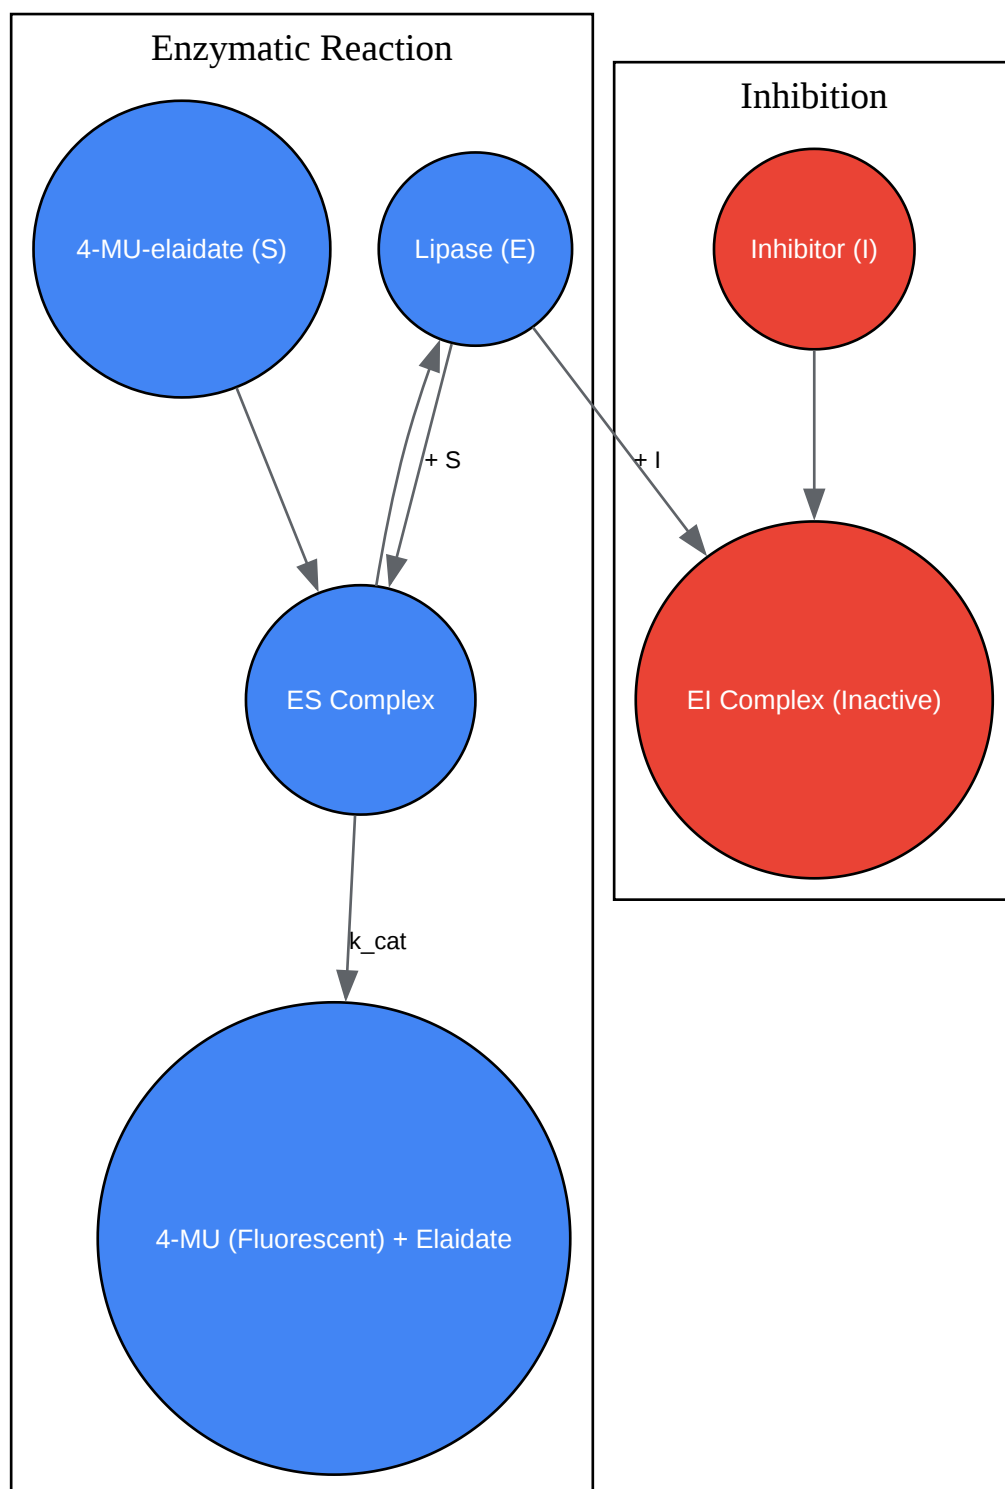 Enzymatic Reaction
Inhibition
4-MU-elaidate (S)
Lipase (E)
Inhibitor (I)
+ S
+ I
ES Complex
EI Complex (Inactive)
k_cat
4-MU (Fluorescent) + Elaidate